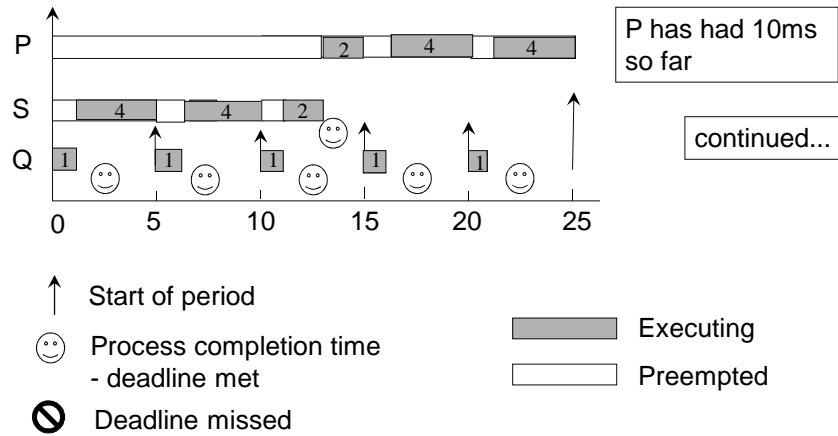 P 2 4 4
P has had 10ms
so far
S 4 4 2
continued...
Q 1 1 1 1 1
0 5 10 15 20 25
Start of period
Process completion time
- deadline met
Deadline missed
Executing
Preempted